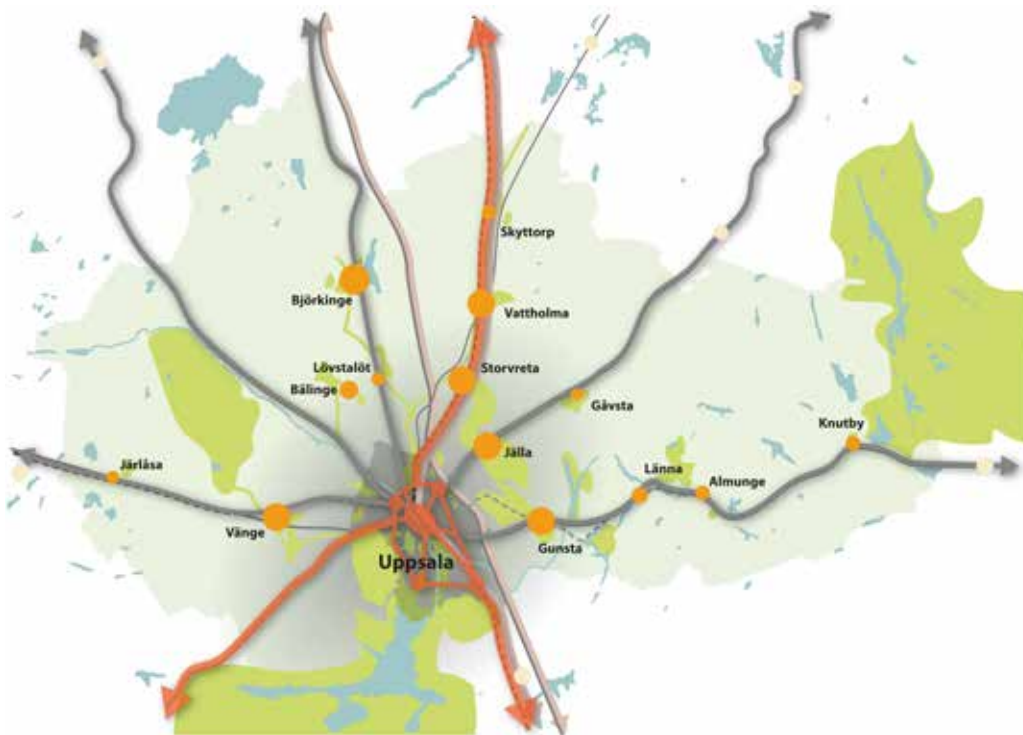 Skyttorp
Björkinge
Vattholma
Lövstalöt
Storvreta
Bälinge
Gåvsta
Knutby
Jälla
Järlåsa
Länna
Almunge
Vänge
Gunsta
Uppsala